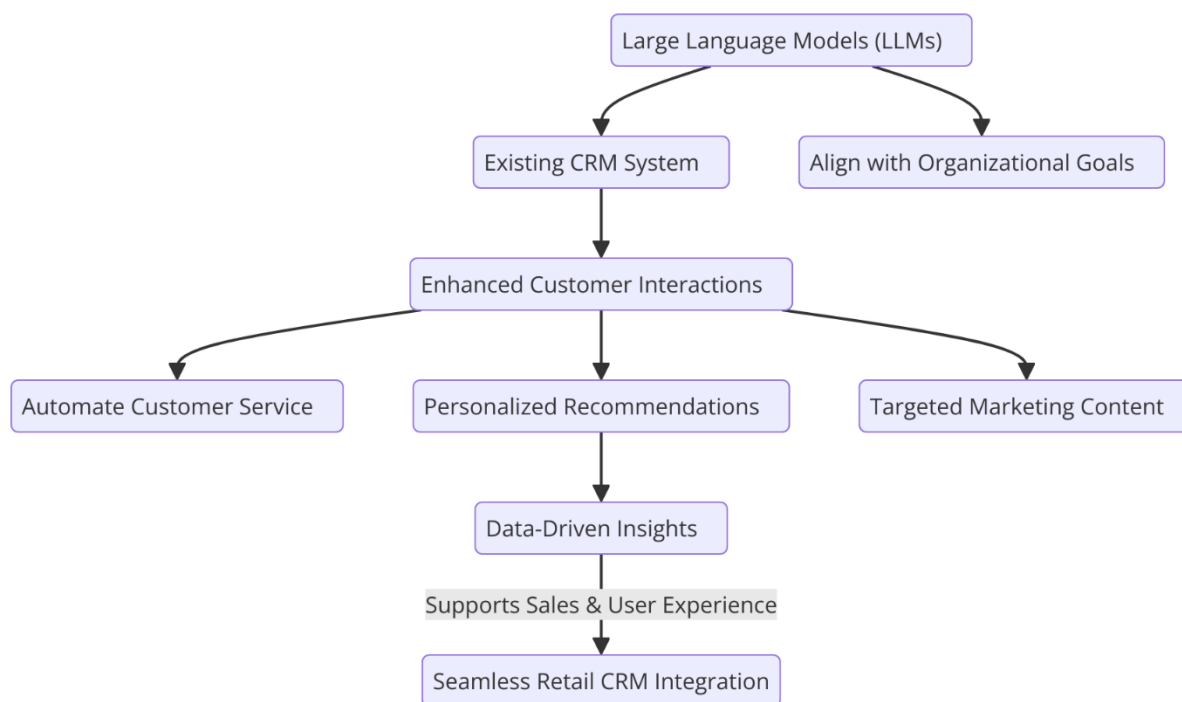 Large Language Models (LLMs)
Existing CRM System
Align with Organizational Goals
Enhanced Customer Interactions
Automate Customer Service
Personalized Recommendations
Targeted Marketing Content
Data-Driven Insights
Supports Sales & User Experience
Seamless Retail CRM Integration